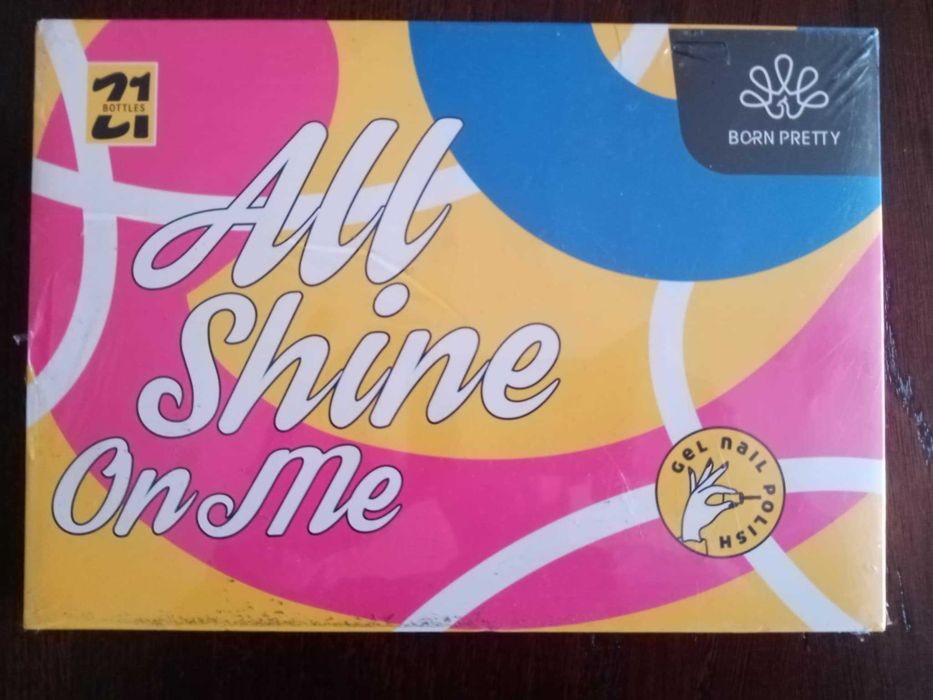 21
BOTTLES
BORN PRETTY
All
Shine
On Me
GEL NAIL POLISH